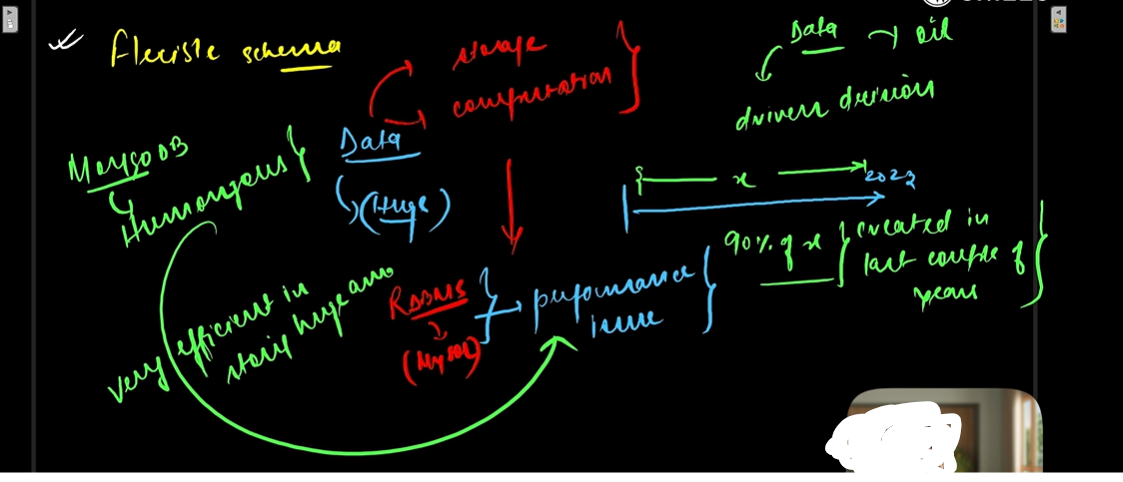 Flexible schema
storage
computation
Data
(Huge)
Data → oil
driven decision
MongoDB
Humongous
x
2023
90% of x
created in
last couple of
years
RDBMS
(MySQL)
performance
issue
very efficient in
storing huge amo